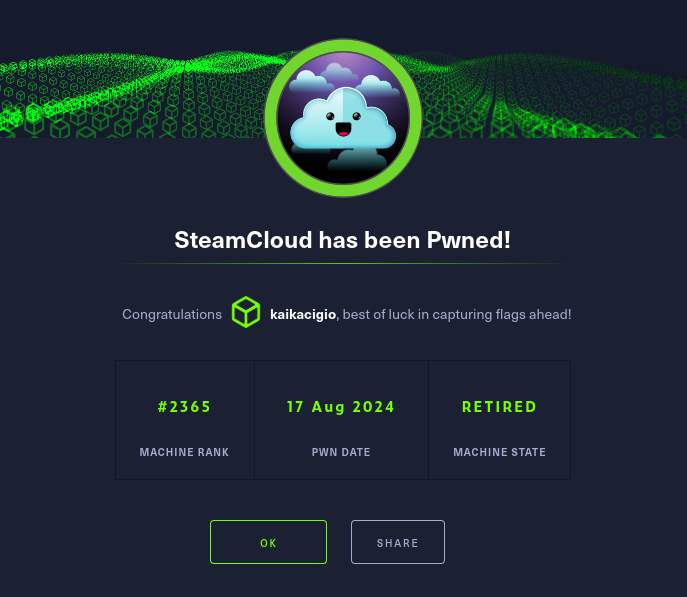 SteamCloud has been Pwned!
Congratulations kaikacigio, best of luck in capturing flags ahead!
#2365 17 Aug 2024 RETIRED
MACHINE RANK PWN DATE MACHINE STATE
OK SHARE